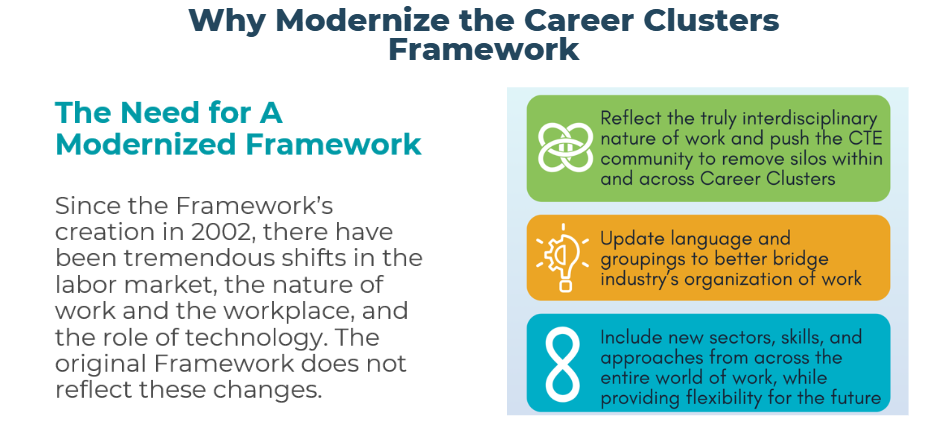 Why Modernize the Career Clusters
Framework
The Need for A
Modernized Framework
Since the Framework's
creation in 2002, there have
been tremendous shifts in the
labor market, the nature of
work and the workplace, and
the role of technology. The
original Framework does not
reflect these changes.
Reflect the truly interdisciplinary
nature of work and push the CTE
community to remove silos within
and across Career Clusters
Update language and
groupings to better bridge
industry's organization of work
Include new sectors, skills, and
approaches from across the
entire world of work, while
providing flexibility for the future